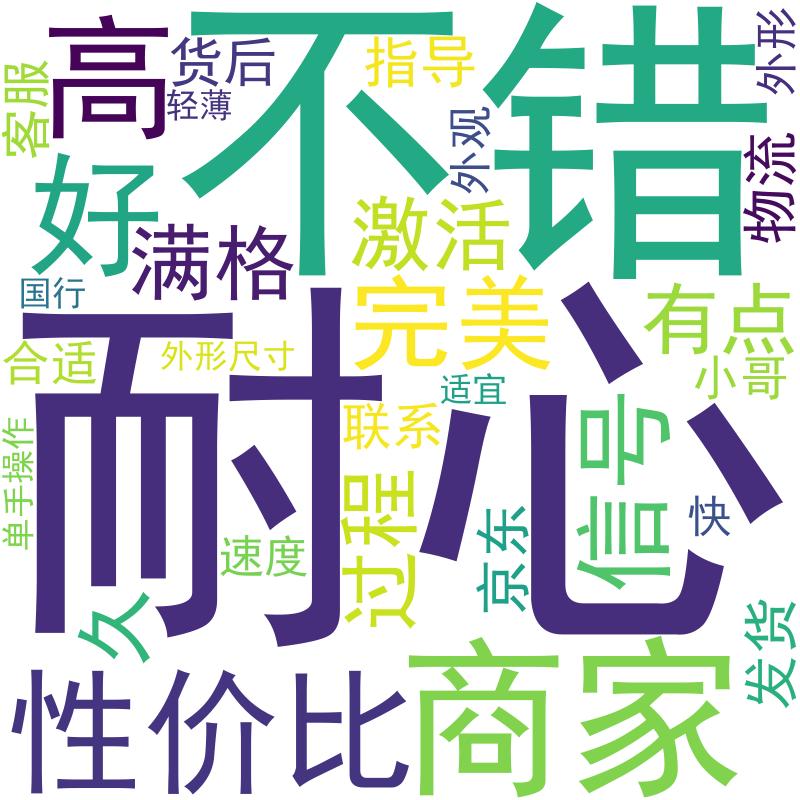 不错
高
货后
指导
外形
客服
轻薄
外观
好
物流
满格
激活
国行
完美
有点
耐心
合适
外形尺寸
适宜
小哥
联系
信号
单手操作
过程
快
速度
京东
久
发货
性价比
商家